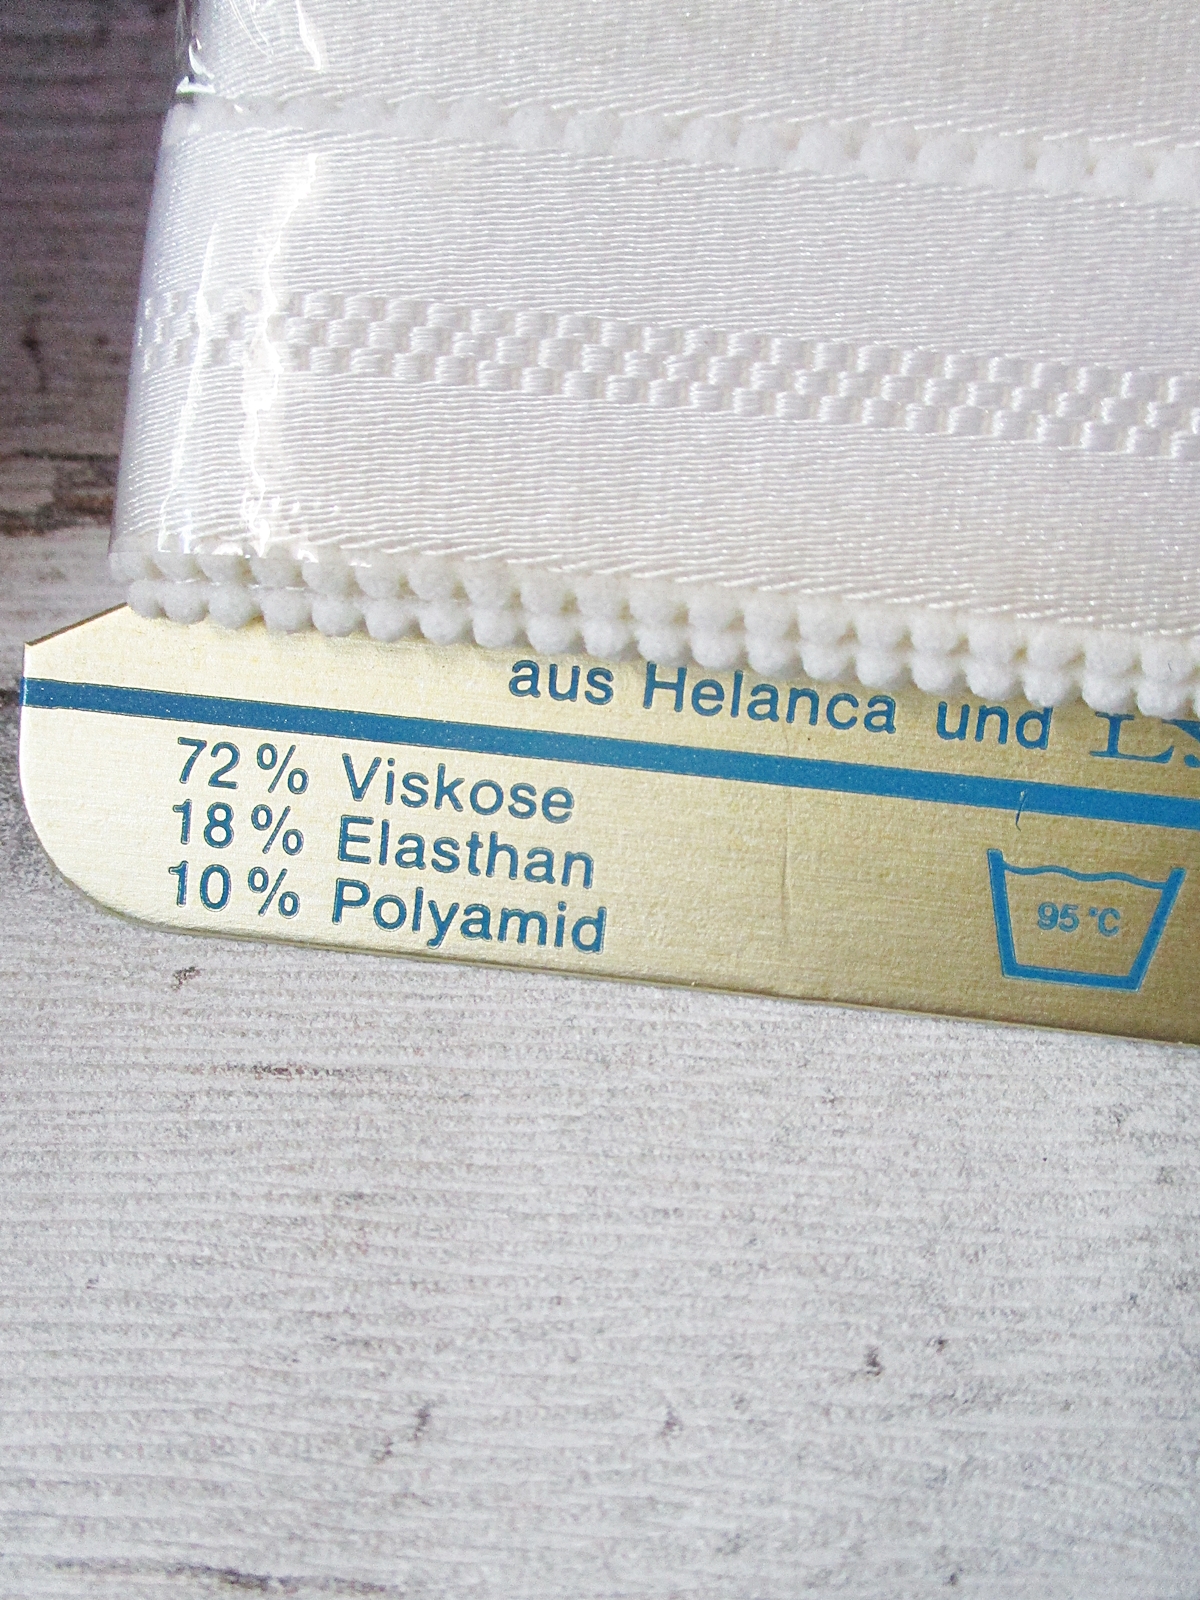 aus Helanca und
72% Viskose
18% Elasthan
10% Polyamid
95°C